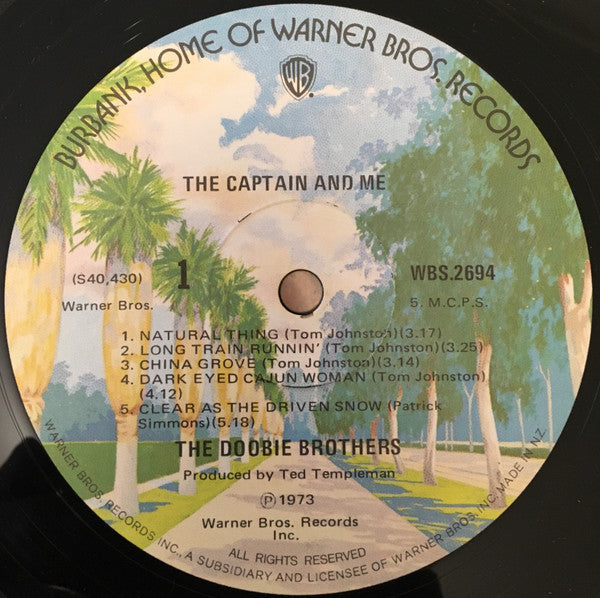 BURBANK, HOME OF WARNER BROS. RECORDS
WB
THE CAPTAIN AND ME
(S40,430) 1 WBS.2694
Warner Bros. 5. M.C.P.S.
1. NATURAL THING (Tom Johnston)(3.17)
2. LONG TRAIN RUNNIN' (Tom Johnston)(3.25)
3. CHINA GROVE (Tom Johnston)(3.14)
4. DARK EYED CAJUN WOMAN (Tom Johnston)
(4.12)
5. CLEAR AS THE DRIVEN SNOW (Patrick
Simmons)(5.18)
THE DOOBIE BROTHERS
Produced by Ted Templeman
Ⓟ 1973
Warner Bros. Records
Inc.
ALL RIGHTS RESERVED
WARNER BROS. RECORDS INC., A SUBSIDIARY AND LICENSEE OF WARNER BROS. INC. MADE IN N.Z.